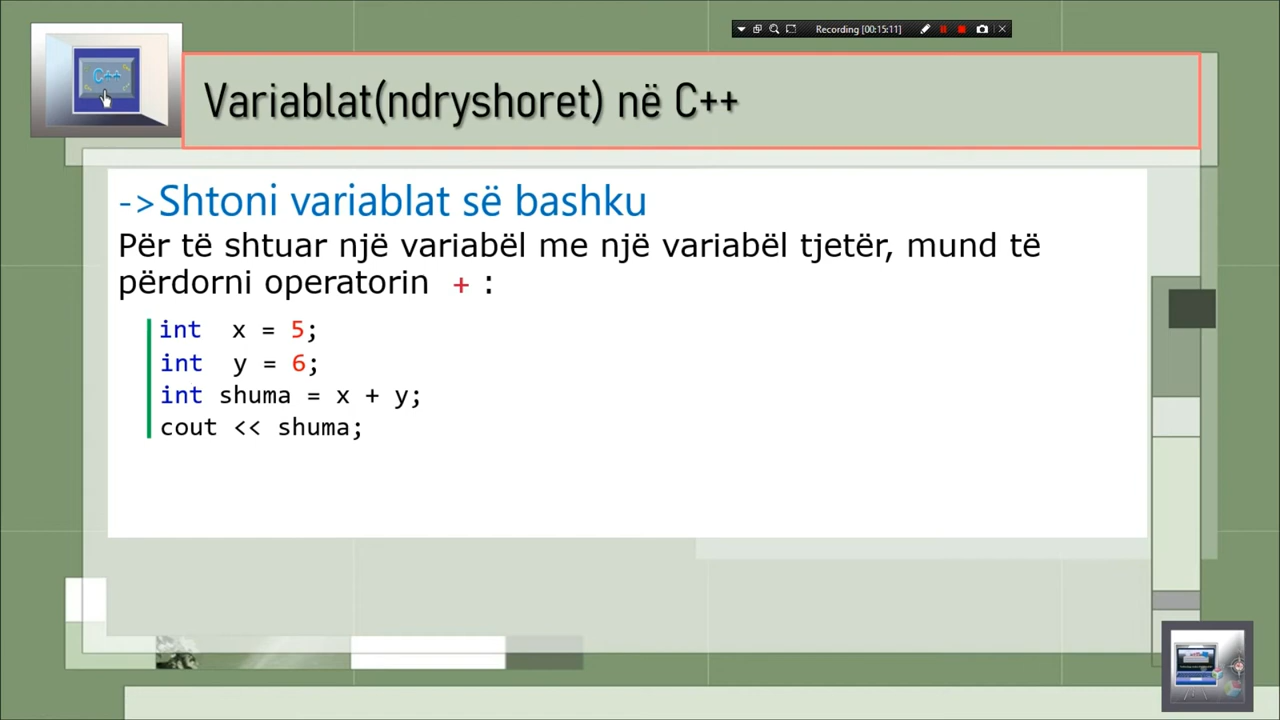 Recording [00:15:11]
C++
Variablat(ndryshoret) në C++
->Shtoni variablat së bashku
Për të shtuar një variabël me një variabël tjetër, mund të
përdorni operatorin + :
int x = 5;
int y = 6;
int shuma = x + y;
cout << shuma;